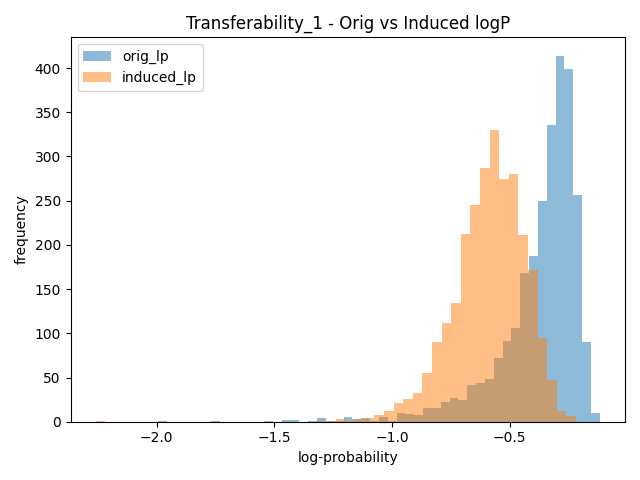 Transferability_1 - Orig vs Induced logP
orig_lp
induced_lp
frequency
400
350
300
250
200
150
100
50
0
−2.0
−1.5
−1.0
−0.5
log-probability